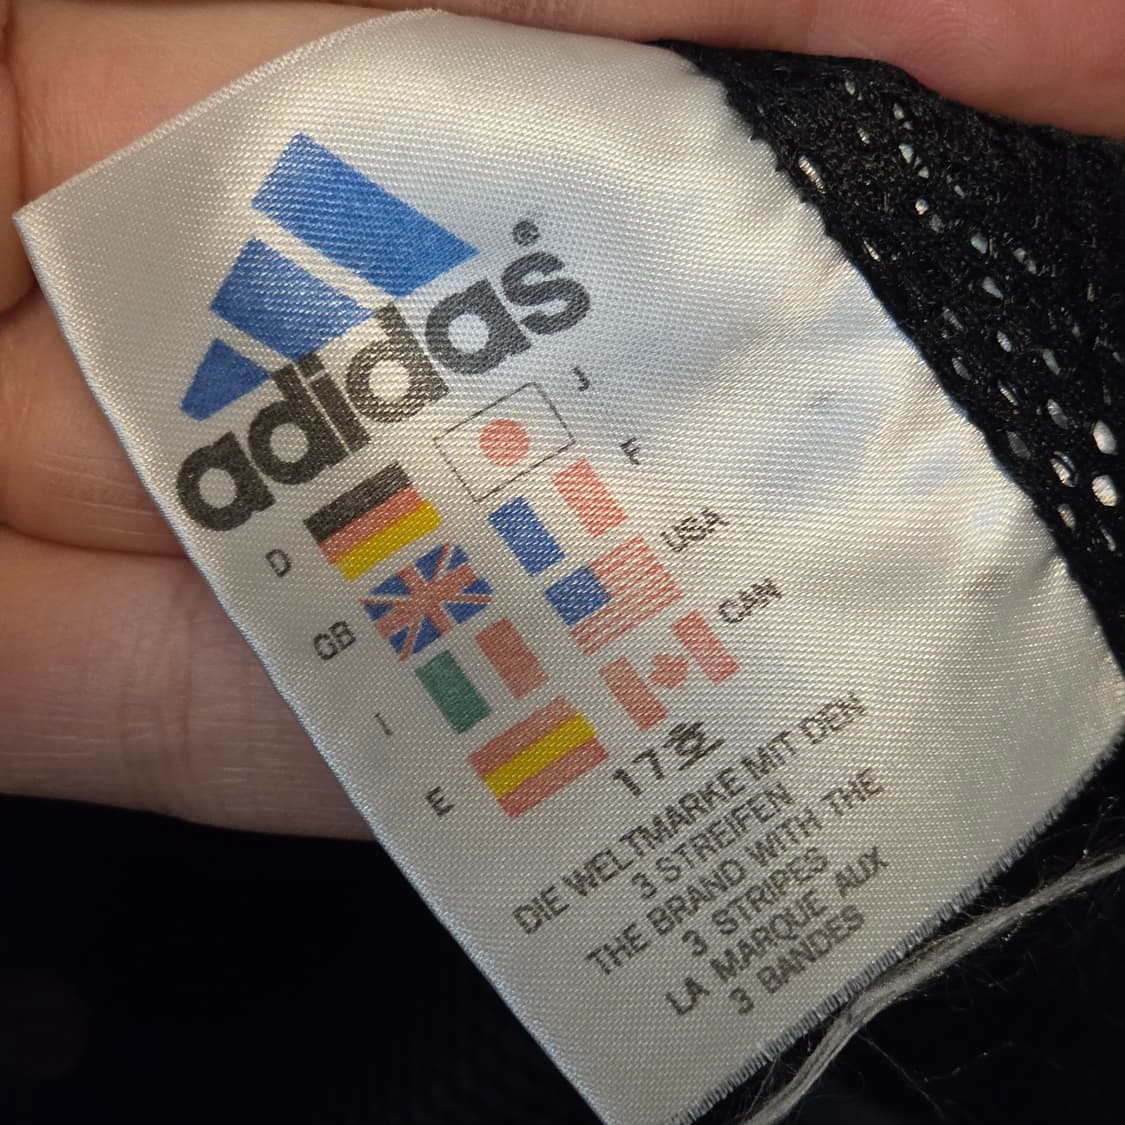 adidas®
J
D
F
GB
USA
I
CAN
E
17호
DIE WELTMARKE MIT DEN
3 STREIFEN
THE BRAND WITH THE
3 STRIPES
LA MARQUE AUX
3 BANDES